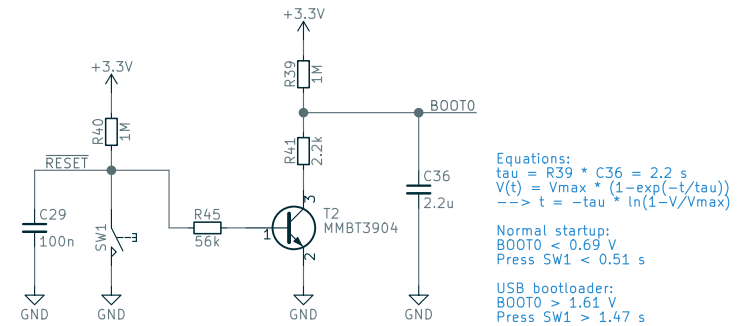 +3.3V
R39
1M
+3.3V
BOOT0
R40
1M
R41
2.2k
RESET
C36
2.2u
3
C29
100n
R45
56k
1
T2
MMBT3904
SW1
2
GND
GND
GND
GND
Equations:
tau = R39 * C36 = 2.2 s
V(t) = Vmax * (1-exp(-t/tau))
--> t = -tau * ln(1-V/Vmax)
Normal startup:
BOOT0 < 0.69 V
Press SW1 < 0.51 s
USB bootloader:
BOOT0 > 1.61 V
Press SW1 > 1.47 s